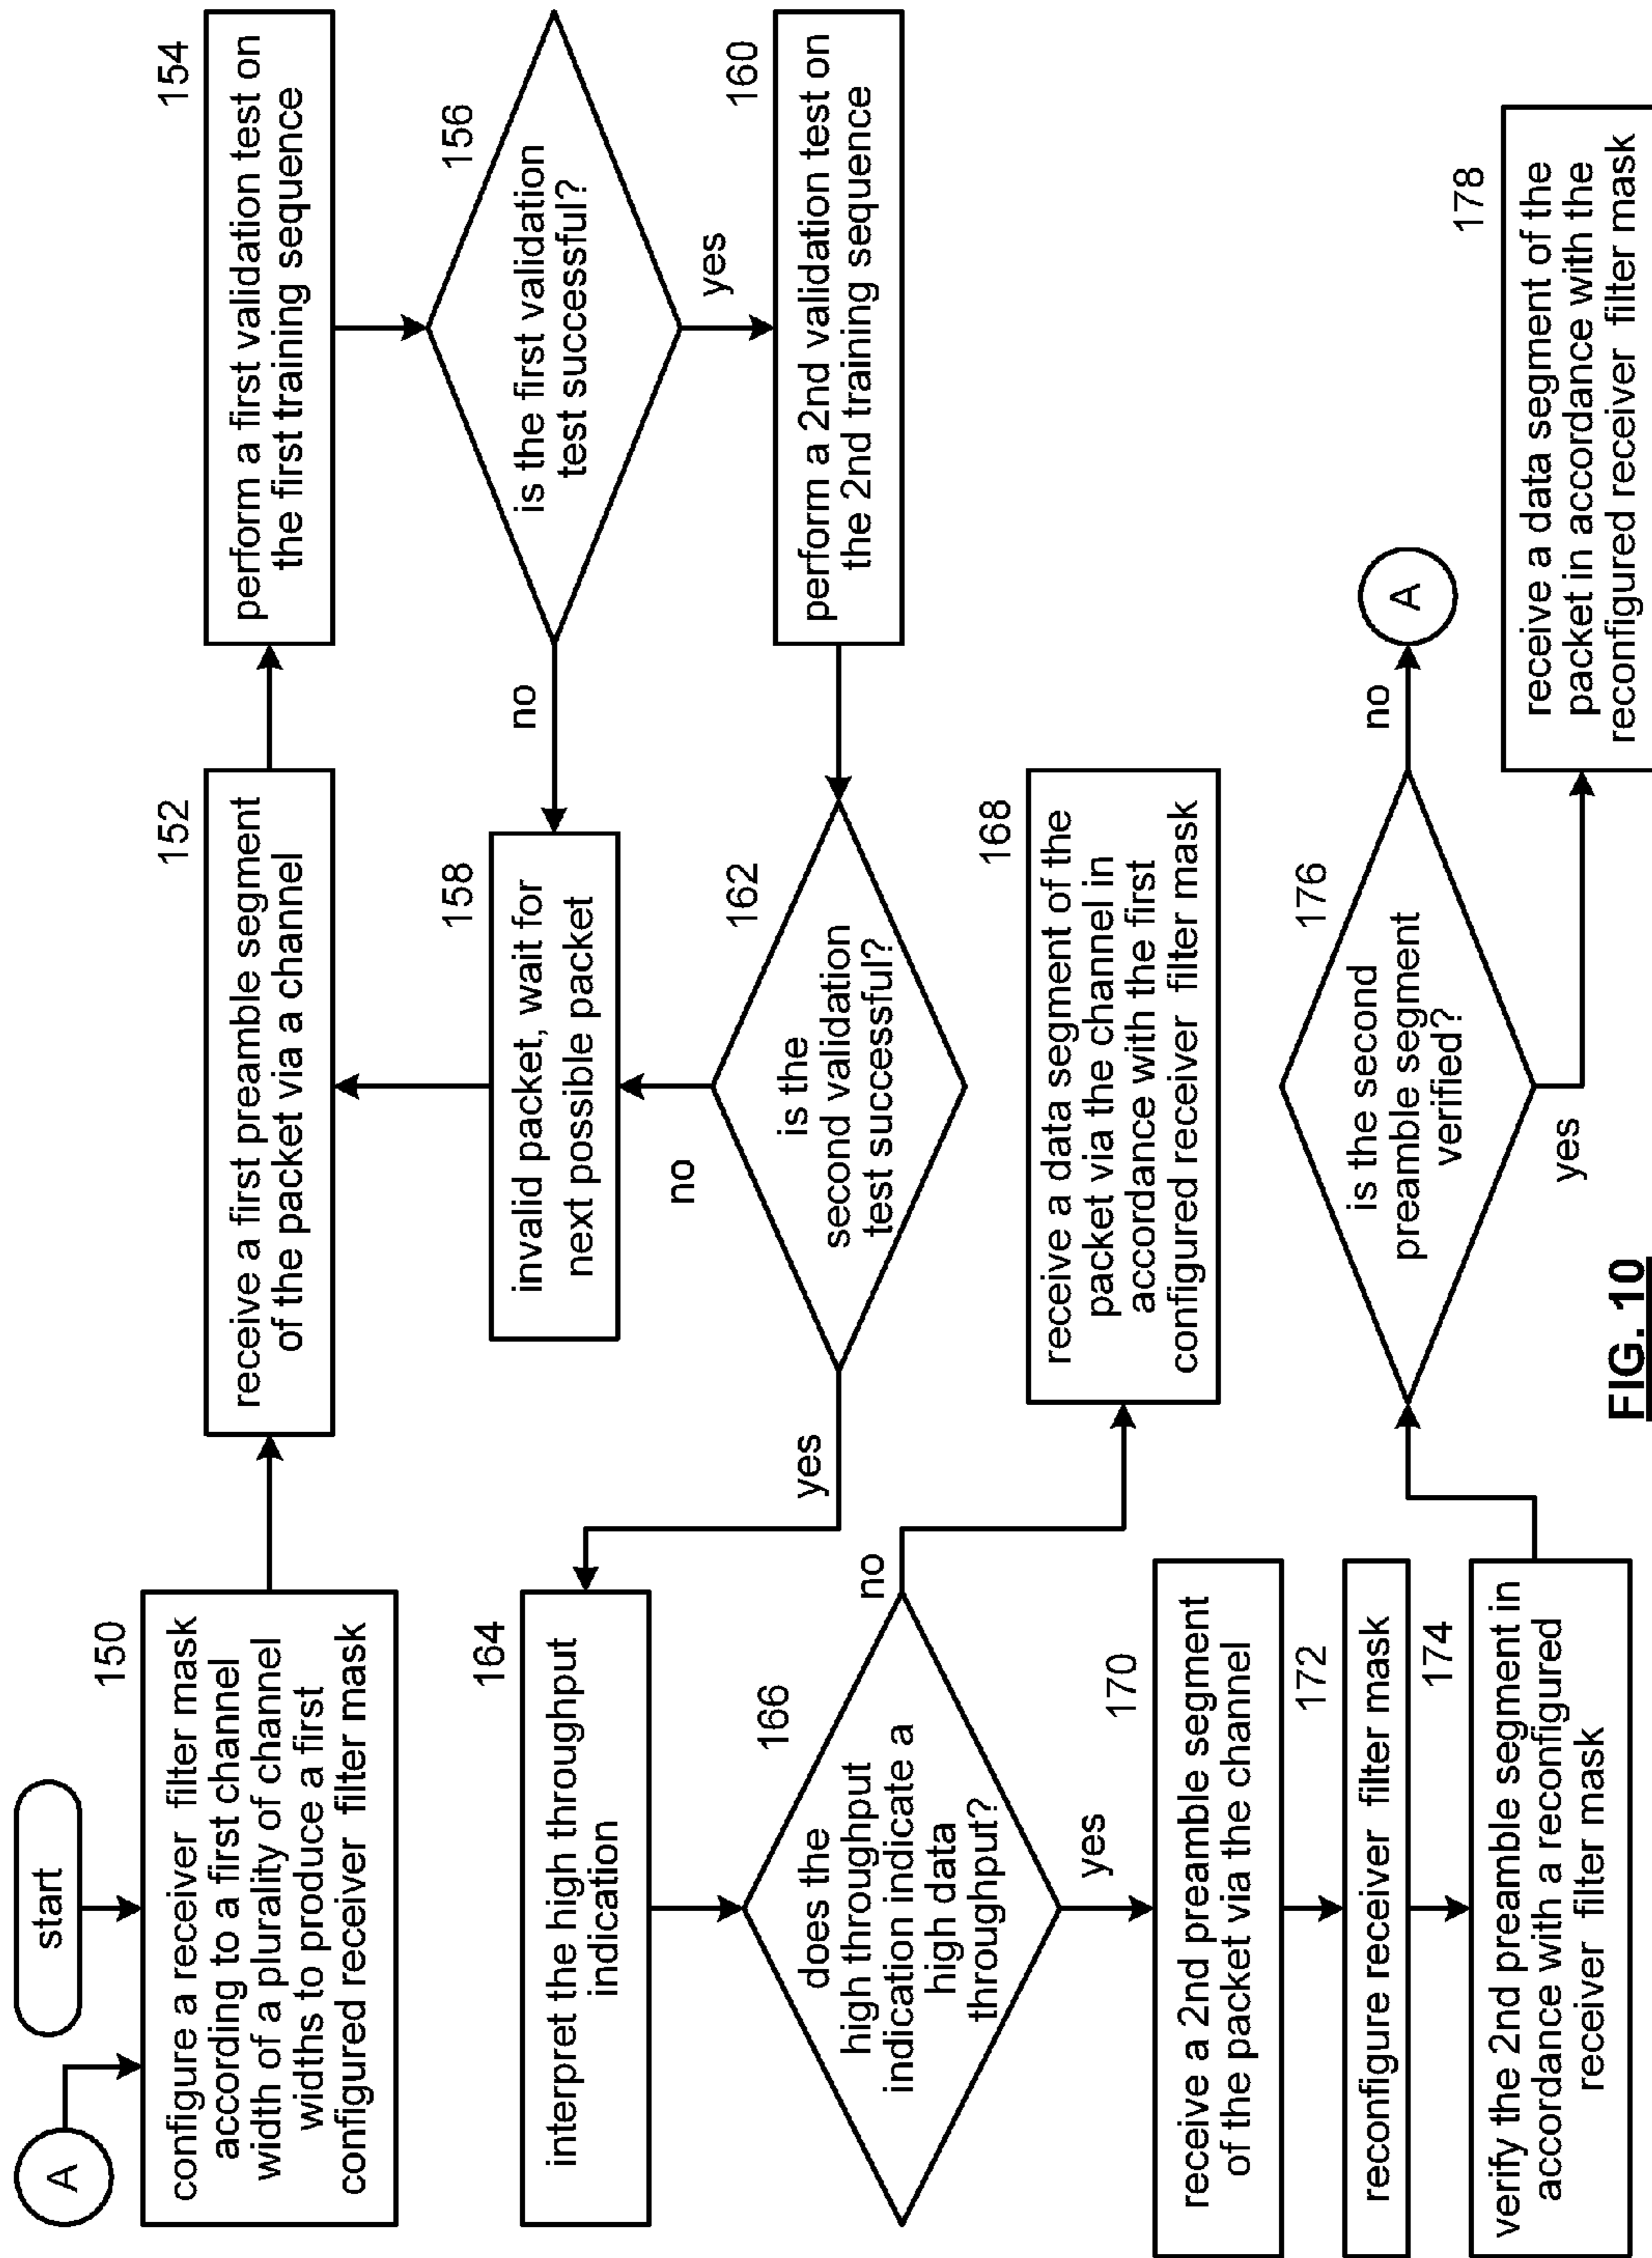 start
A
150
configure a receiver filter mask
according to a first channel
width of a plurality of channel
widths to produce a first
configured receiver filter mask
152
receive a first preamble segment
of the packet via a channel
154
perform a first validation test on
the first training sequence
156
is the first validation
test successful?
no
yes
158
invalid packet, wait for
next possible packet
160
perform a 2nd validation test on
the 2nd training sequence
162
is the
second validation
test successful?
no
yes
164
interpret the high throughput
indication
166
does the
high throughput
indication indicate a
high data
throughput?
no
yes
168
receive a data segment of the
packet via the channel in
accordance with the first
configured receiver filter mask
170
receive a 2nd preamble segment
of the packet via the channel
172
reconfigure receiver filter mask
174
verify the 2nd preamble segment in
accordance with a reconfigured
receiver filter mask
176
is the second
preamble segment
verified?
no
A
yes
178
receive a data segment of the
packet in accordance with the
reconfigured receiver filter mask
FIG. 10